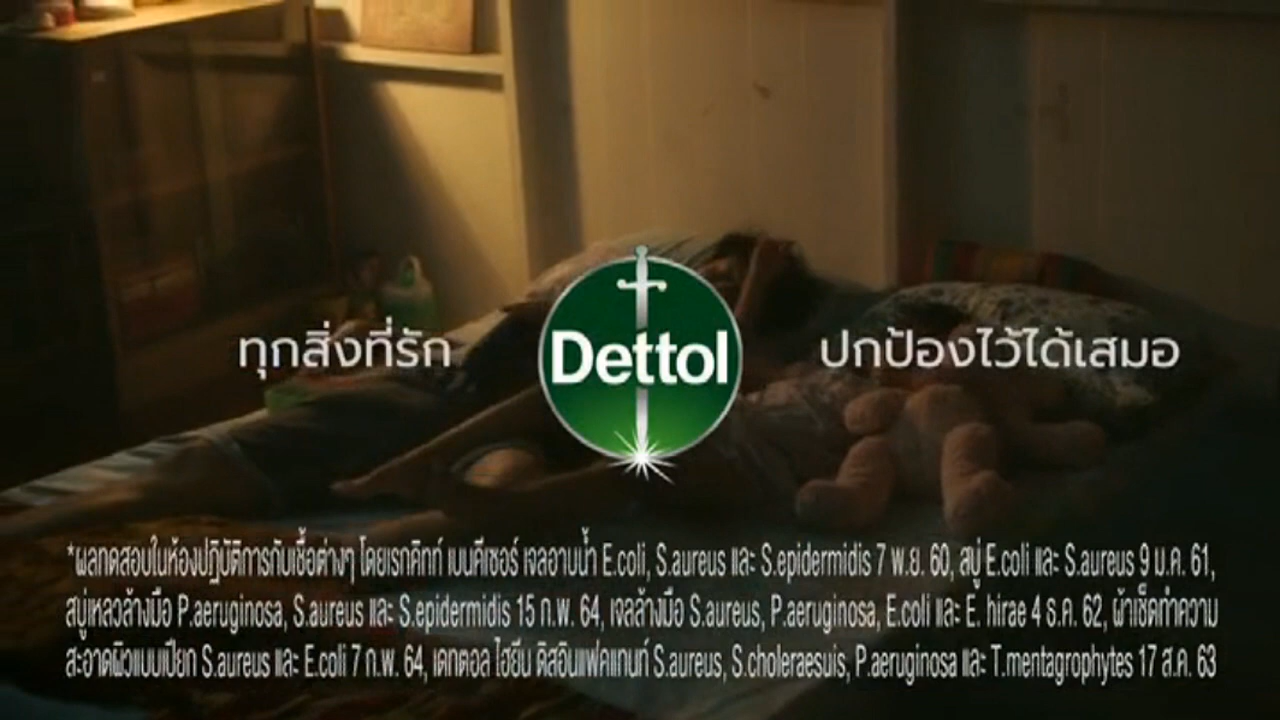 ทุกสิ่งที่รัก Dettol ปกป้องไว้ได้เสมอ
*ผลทดสอบในห้องปฏิบัติการกับเชื้อต่างๆ โดยเรกคิทท์ เบนคีเซอร์ เจลอาบน้ำ E.coli, S.aureus และ S.epidermidis 7 พ.ย. 60, สบู่ E.coli และ S.aureus 9 ม.ค. 61,
สบู่เหลวล้างมือ P.aeruginosa, S.aureus และ S.epidermidis 15 ก.พ. 64, เจลล้างมือ S.aureus, P.aeruginosa, E.coli และ E. hirae 4 ธ.ค. 62, ผ้าเช็ดทำความ
สะอาดผิวแบบเปียก S.aureus และ E.coli 7 ก.พ. 64, เดทตอล ไฮยีน ดิสอินแฟคแทนท์ S.aureus, S.choleraesuis, P.aeruginosa และ T.mentagrophytes 17 ส.ค. 63